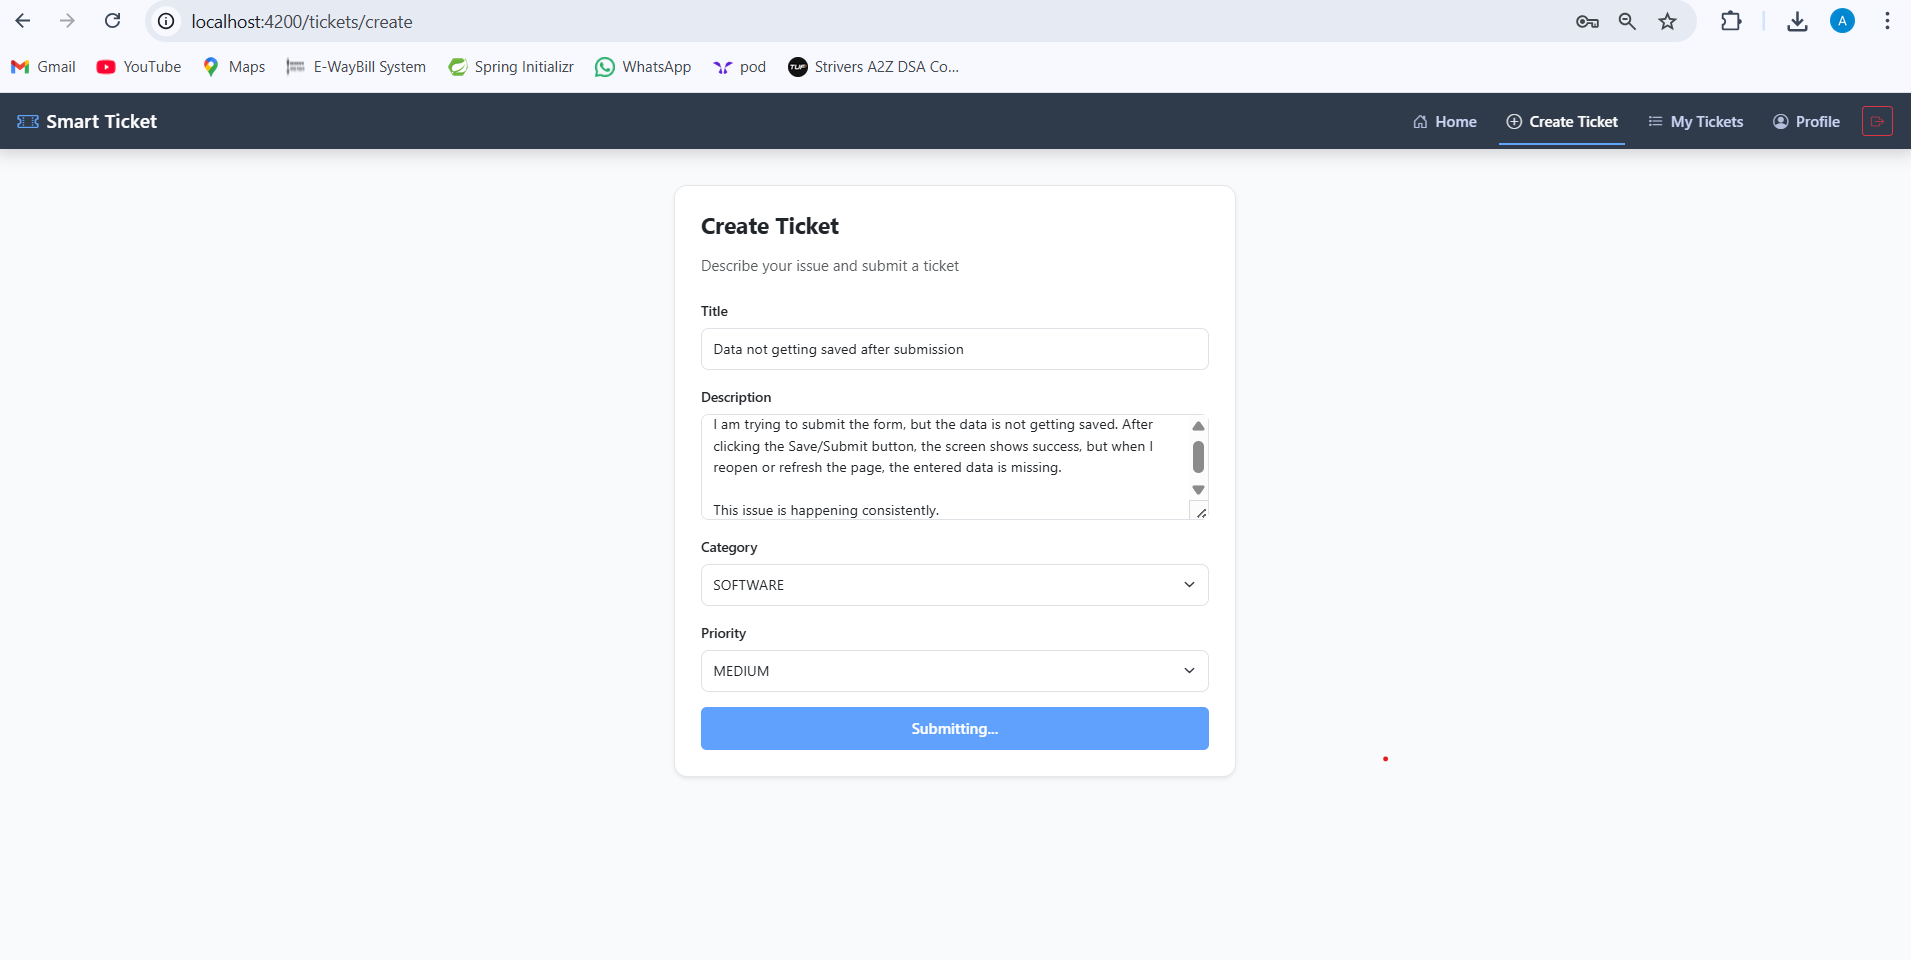 localhost:4200/tickets/create
A
Gmail YouTube Maps E-WayBill System Spring Initializr WhatsApp pod TUF Strivers A2Z DSA Co...
Smart Ticket Home Create Ticket My Tickets Profile
Create Ticket
Describe your issue and submit a ticket
Title
Data not getting saved after submission
Description
I am trying to submit the form, but the data is not getting saved. After
clicking the Save/Submit button, the screen shows success, but when I
reopen or refresh the page, the entered data is missing.
This issue is happening consistently.
Category
SOFTWARE
Priority
MEDIUM
Submitting...